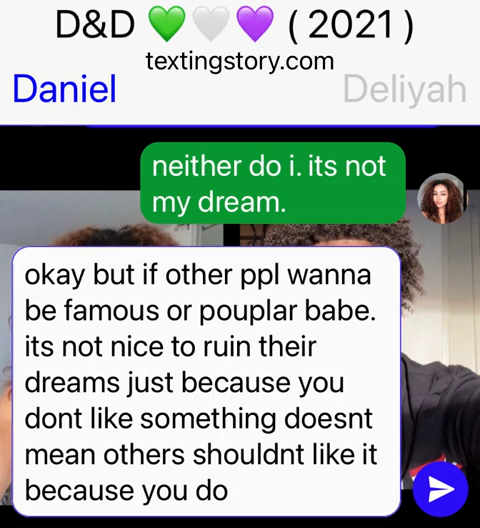 D&D 💚🤍💜 ( 2021 )
textingstory.com
Daniel Deliyah
neither do i. its not
my dream.
okay but if other ppl wanna
be famous or pouplar babe.
its not nice to ruin their
dreams just because you
dont like something doesnt
mean others shouldnt like it
because you do